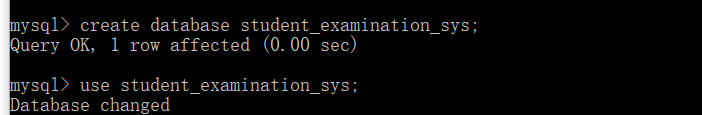 mysql> create database student_examination_sys;
Query OK, 1 row affected (0.00 sec)
mysql> use student_examination_sys;
Database changed